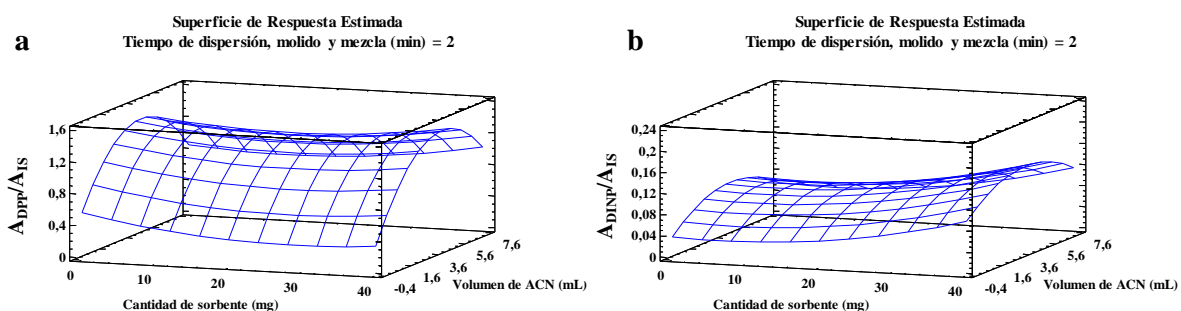 a
Superficie de Respuesta Estimada
Tiempo de dispersión, molido y mezcla (min) = 2
A_DPP/A_IS
1,6
1,2
0,8
0,4
0
0
10
20
30
40
Cantidad de sorbente (mg)
-0,4
1,6
3,6
5,6
7,6
Volumen de ACN (mL)
b
Superficie de Respuesta Estimada
Tiempo de dispersión, molido y mezcla (min) = 2
A_DINP/A_IS
0,24
0,2
0,16
0,12
0,08
0,04
0
0
10
20
30
40
Cantidad de sorbente (mg)
-0,4
1,6
3,6
5,6
7,6
Volumen de ACN (mL)